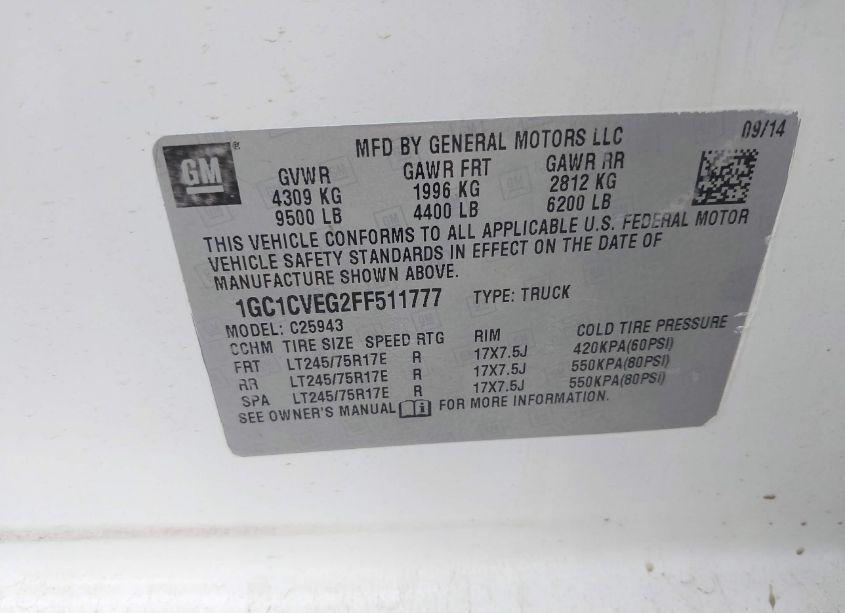 GM
MFD BY GENERAL MOTORS LLC 09/14
GVWR GAWR FRT GAWR RR
4309 KG 1996 KG 2812 KG
9500 LB 4400 LB 6200 LB
THIS VEHICLE CONFORMS TO ALL APPLICABLE U.S. FEDERAL MOTOR
VEHICLE SAFETY STANDARDS IN EFFECT ON THE DATE OF
MANUFACTURE SHOWN ABOVE.
1GC1CVEG2FF511777 TYPE: TRUCK
MODEL: C25943
CCHM TIRE SIZE SPEED RTG RIM COLD TIRE PRESSURE
FRT LT245/75R17E R 17X7.5J 420KPA(60PSI)
RR LT245/75R17E R 17X7.5J 550KPA(80PSI)
SPA LT245/75R17E R 17X7.5J 550KPA(80PSI)
SEE OWNER'S MANUAL FOR MORE INFORMATION.